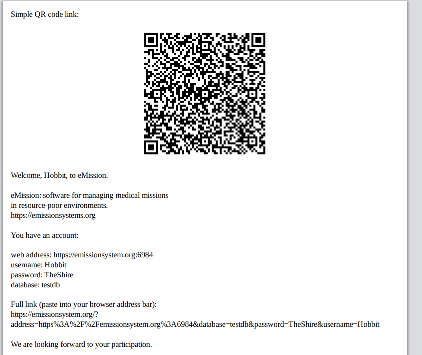 Simple QR code link:
Welcome, Hobbit, to eMission.
eMission: software for managing medical missions
in resource-poor environments.
https://emissionsystems.org
You have an account:
web address: https://emissionsystem.org:6984
username: Hobbit
password: TheShire
database: testdb
Full link (paste into your browser address bar):
https://emissionsystem.org/?
address=https%3A%2F%2Femissionsystem.org%3A6984&database=testdb&password=TheShire&username=Hobbit
We are looking forward to your participation.